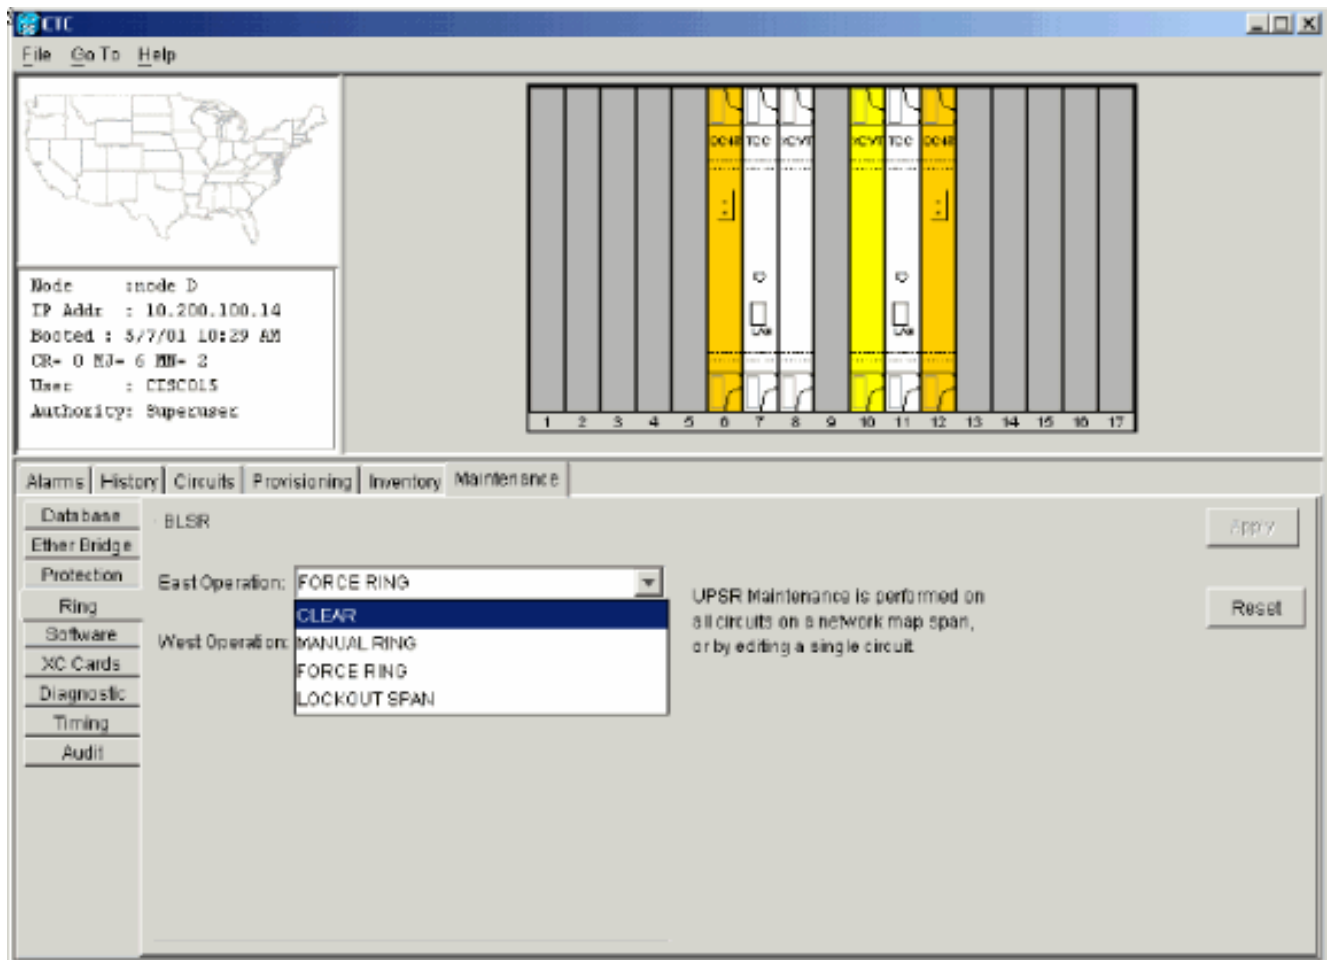 CTC
File Go To Help
OC48 TCC XCVT XCVT TCC OC48
LAN LAN
1 2 3 4 5 6 7 8 9 10 11 12 13 14 15 16 17
Node :node D
IP Addr : 10.200.100.14
Booted : 5/7/01 10:29 AM
CR- 0 MJ- 6 MN- 2
User : CISCO15
Authority: Superuser
Alarms History Circuits Provisioning Inventory Maintenance
Database
Ether Bridge
Protection
Ring
Software
XC Cards
Diagnostic
Timing
Audit
BLSR
East Operation: FORCE RING
CLEAR
West Operation: MANUAL RING
FORCE RING
LOCKOUT SPAN
UPSR Maintenance is performed on
all circuits on a network map span,
or by editing a single circuit.
Apply
Reset